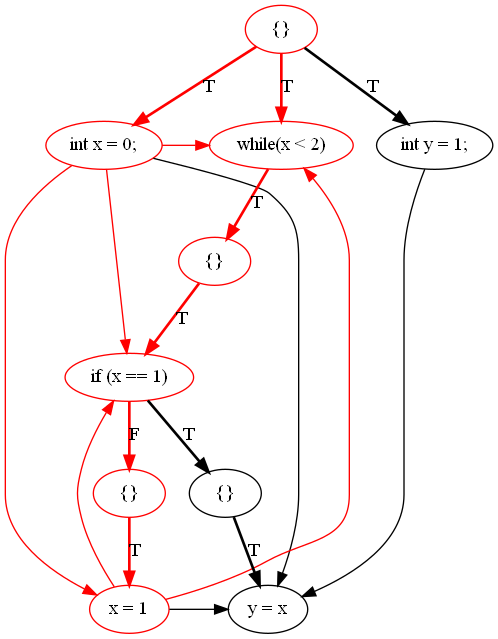 {}
T
T
T
int x = 0;
while(x < 2)
int y = 1;
T
{}
T
if (x == 1)
F
T
{}
{}
T
T
x = 1
y = x